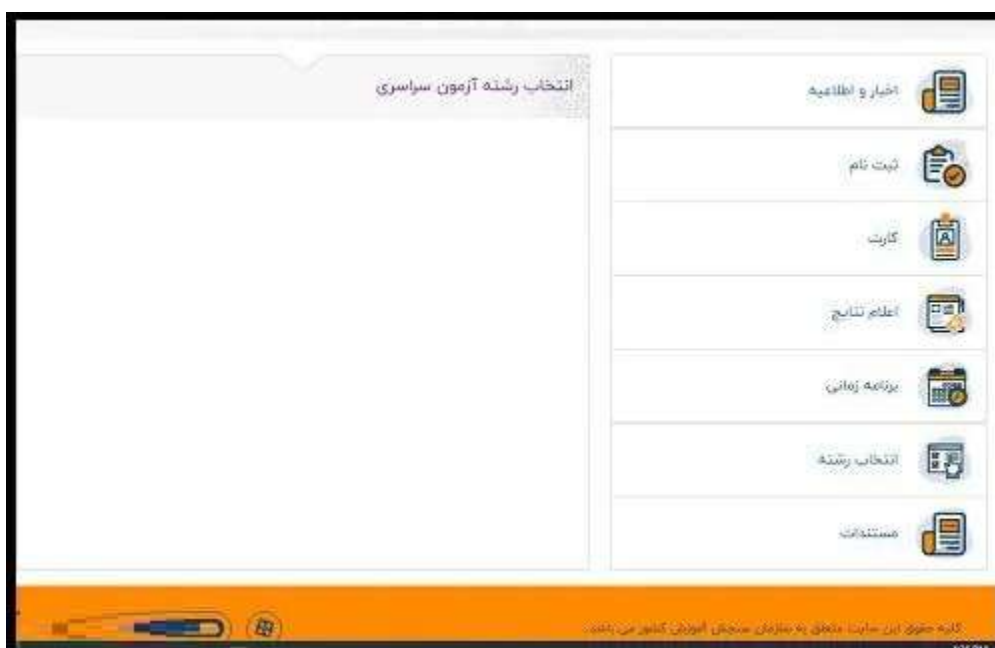 انتخاب رشته آزمون سراسری
اخبار و اطلاعیه
ثبت نام
کارت
اعلام نتایج
برنامه زمانی
انتخاب رشته
مستندات
کلیه حقوق این سایت متعلق به سازمان سنجش آموزش کشور می باشد